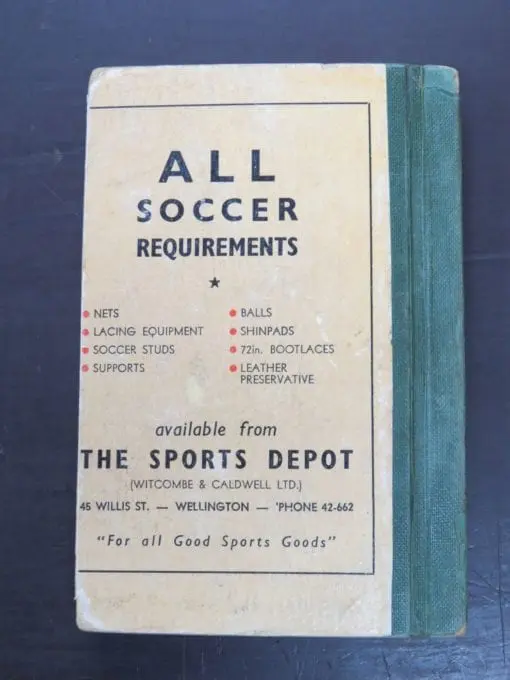 ALL
SOCCER
REQUIREMENTS
NETS
LACING EQUIPMENT
SOCCER STUDS
SUPPORTS
BALLS
SHINPADS
72in. BOOTLACES
LEATHER
PRESERVATIVE
available from
THE SPORTS DEPOT
(WITCOMBE & CALDWELL LTD.)
45 WILLIS ST. — WELLINGTON — 'PHONE 42-662
"For all Good Sports Goods"